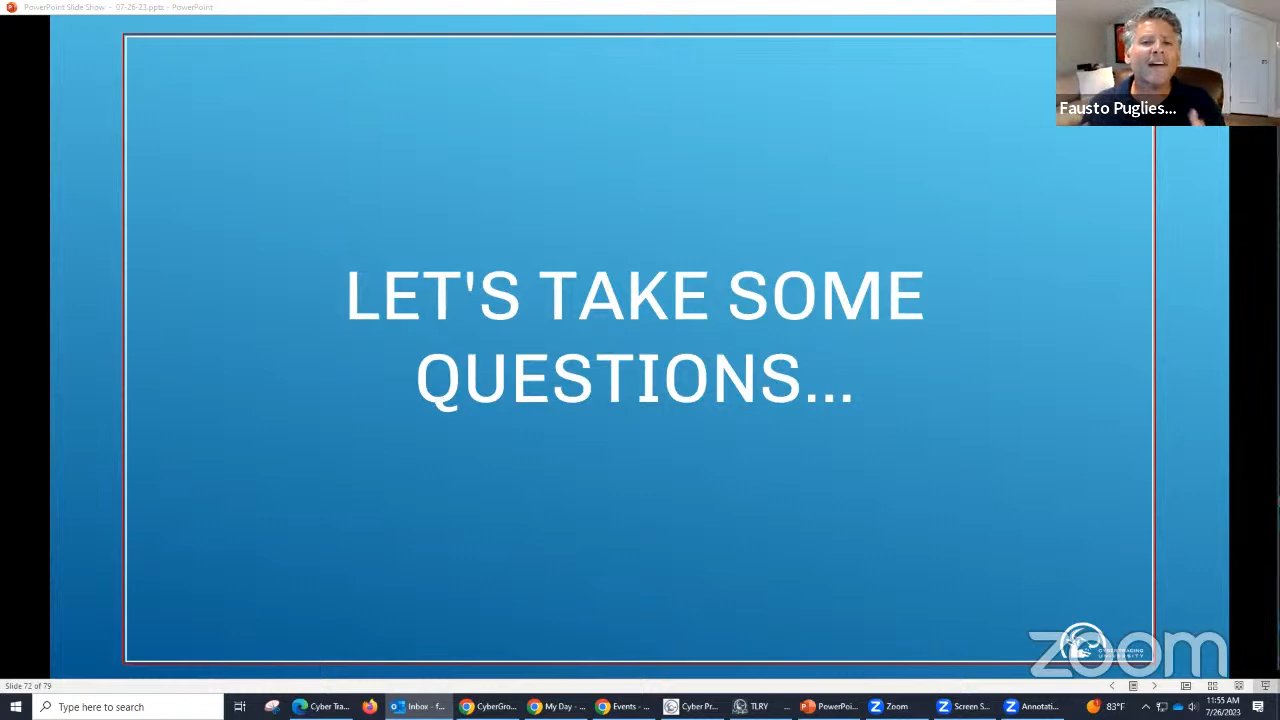 PowerPoint Slide Show - 07-26-23.pptx - PowerPoint
Fausto Puglies...
LET'S TAKE SOME
QUESTIONS...
CYBERTRADING
UNIVERSITY
zoom
Slide 72 of 79
Type here to search
Cyber Tra...
Inbox - f...
CyberGro...
My Day - ...
Events - ...
Cyber Pr...
TLRY ...
PowerPoi...
Zoom
Screen S...
Annotati...
83°F
11:55 AM
7/26/2023